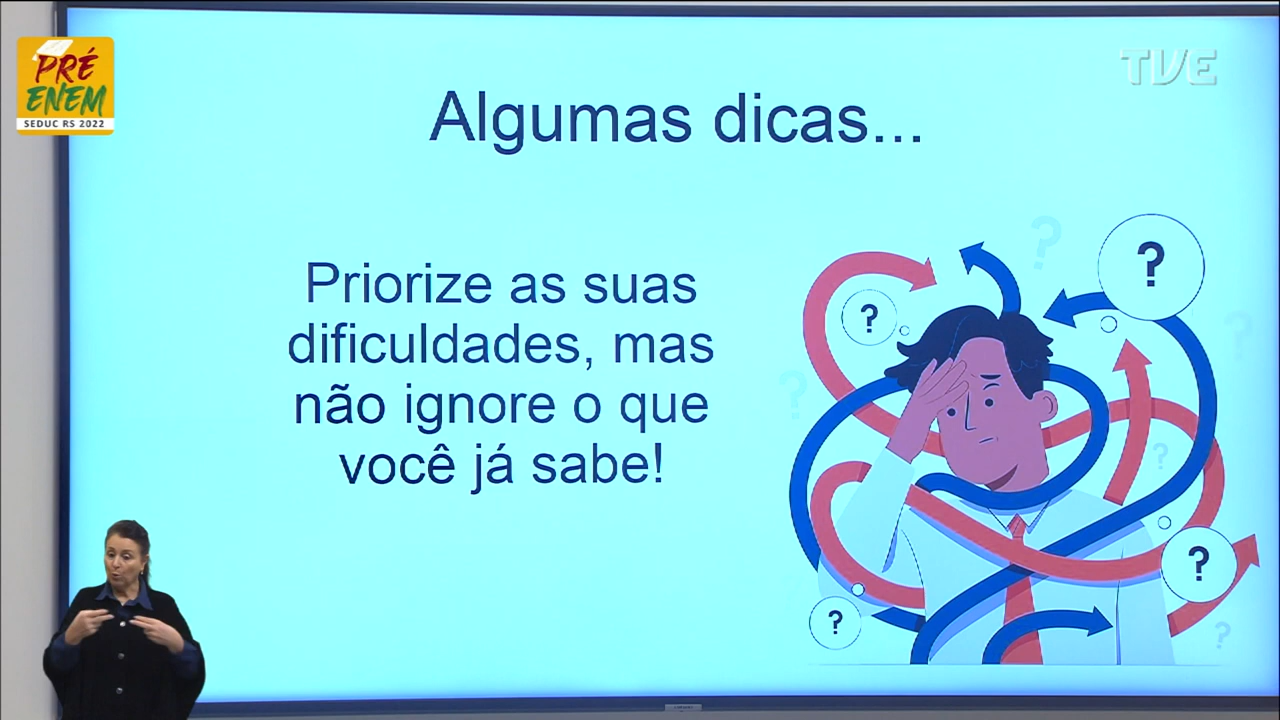 PRÉ
ENEM
SEDUC RS 2022
TVE
Algumas dicas...
Priorize as suas
dificuldades, mas
não ignore o que
você já sabe!
?
?
?
?
?
?
?
?
?